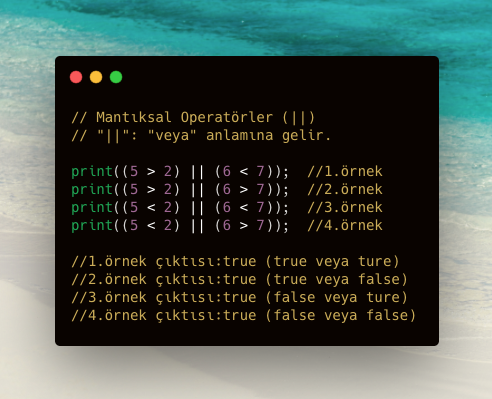 // Mantıksal Operatörler (||)
// "||": "veya" anlamına gelir.
print((5 > 2) || (6 < 7));  //1.örnek
print((5 > 2) || (6 > 7));  //2.örnek
print((5 < 2) || (6 < 7));  //3.örnek
print((5 < 2) || (6 > 7));  //4.örnek
//1.örnek çıktısı:true (true veya ture)
//2.örnek çıktısı:true (true veya false)
//3.örnek çıktısı:true (false veya ture)
//4.örnek çıktısı:true (false veya false)